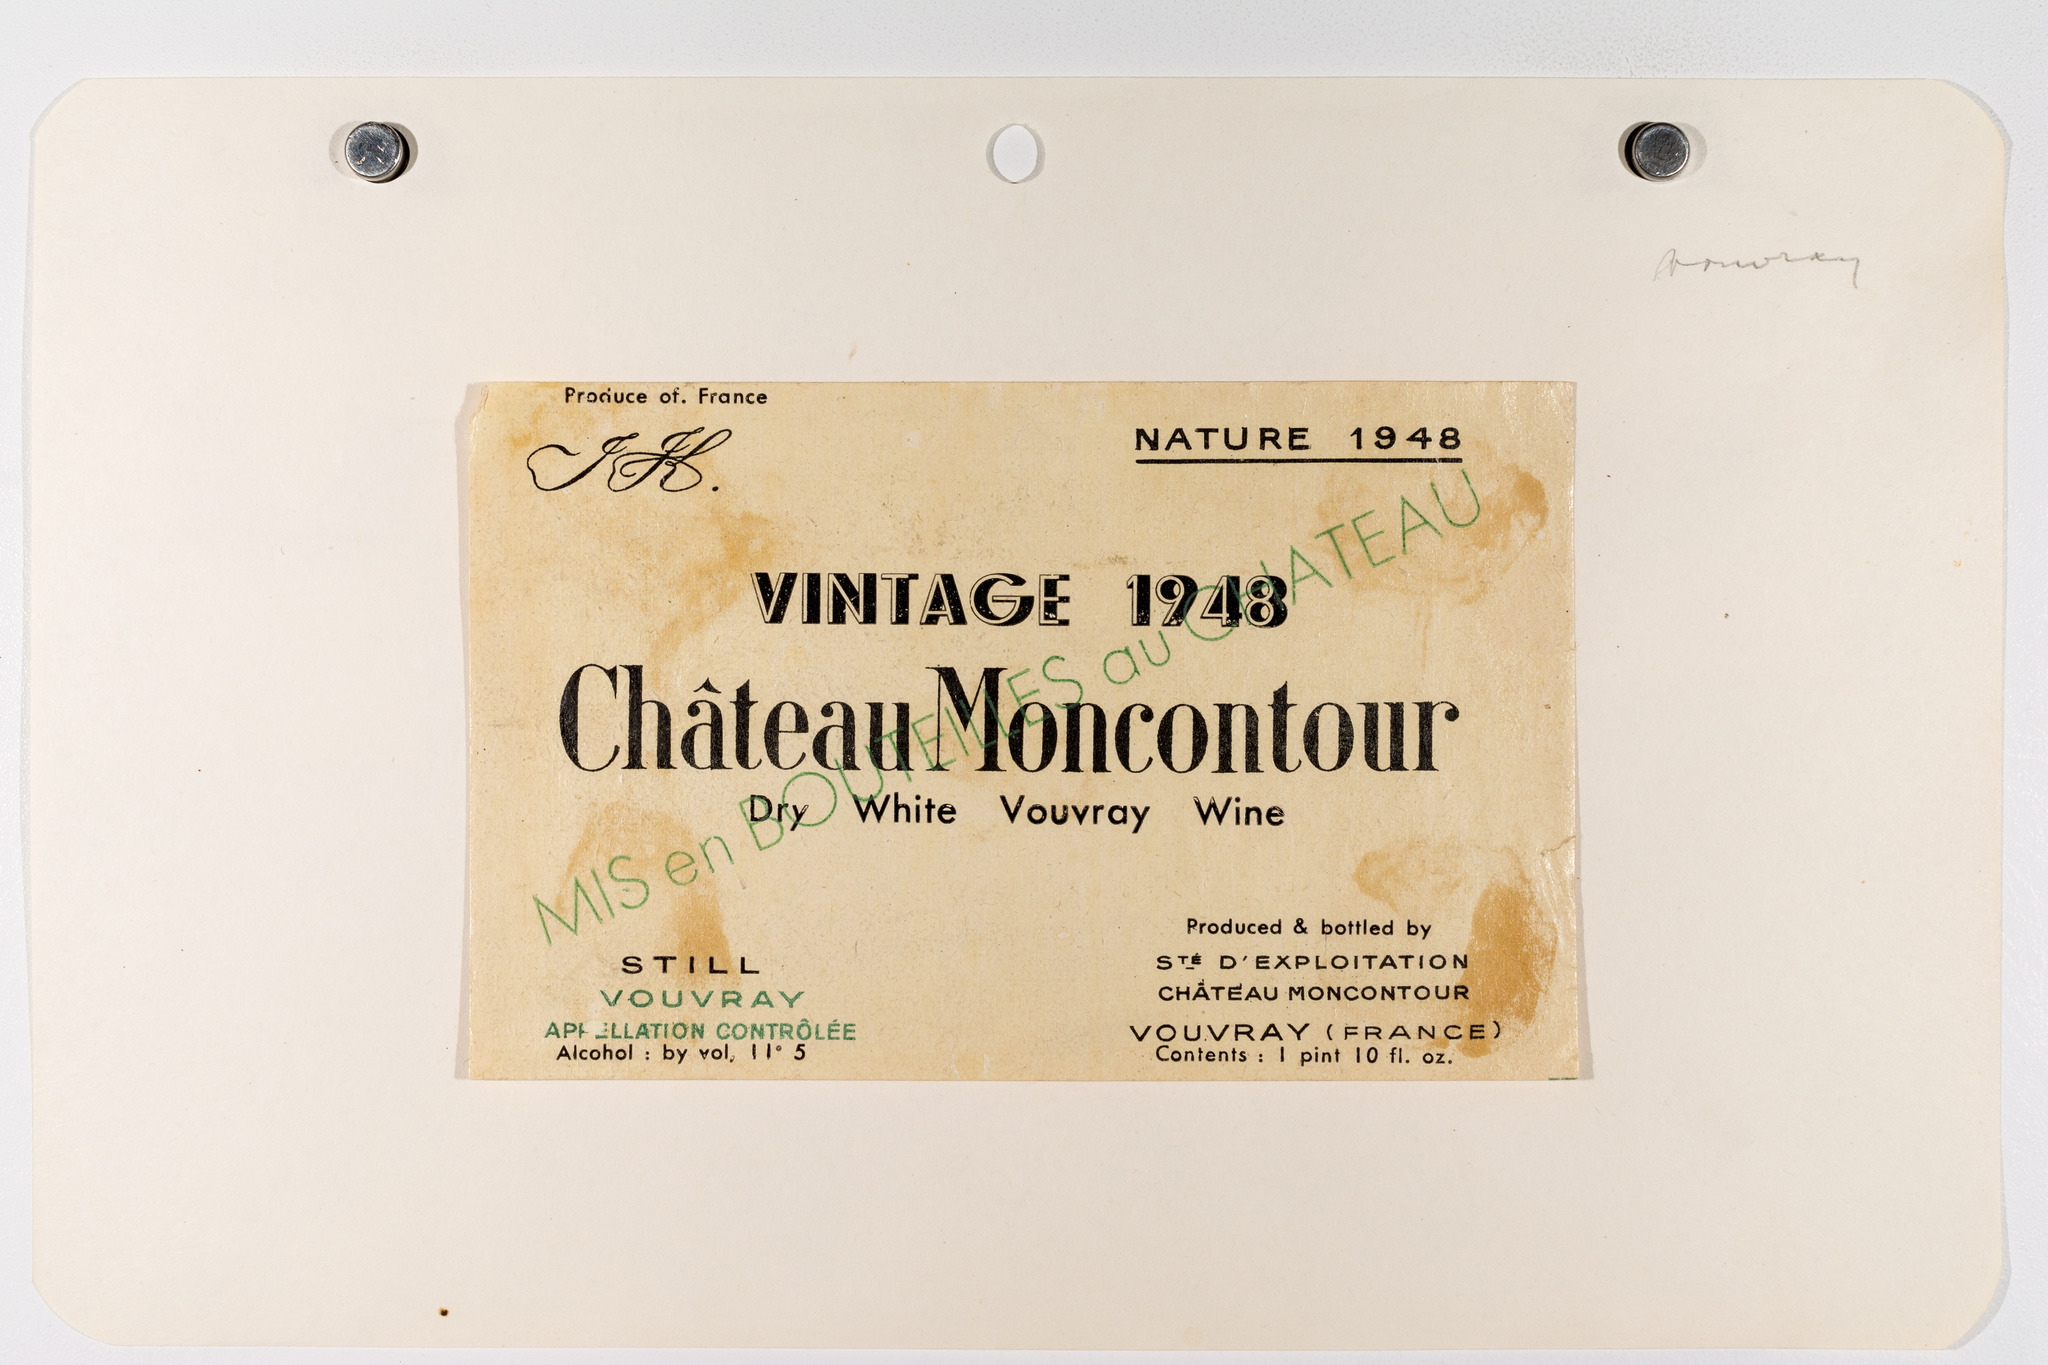 Vouvray
Produce of. France
J H.
NATURE 1948
VINTAGE 1948
Château Moncontour
Dry White Vouvray Wine
MIS en BOUTEILLES au CHATEAU
STILL
VOUVRAY
APPELLATION CONTRÔLÉE
Alcohol : by vol, 11° 5
Produced & bottled by
STÉ D'EXPLOITATION
CHÂTEAU MONCONTOUR
VOUVRAY (FRANCE)
Contents : 1 pint 10 fl. oz.